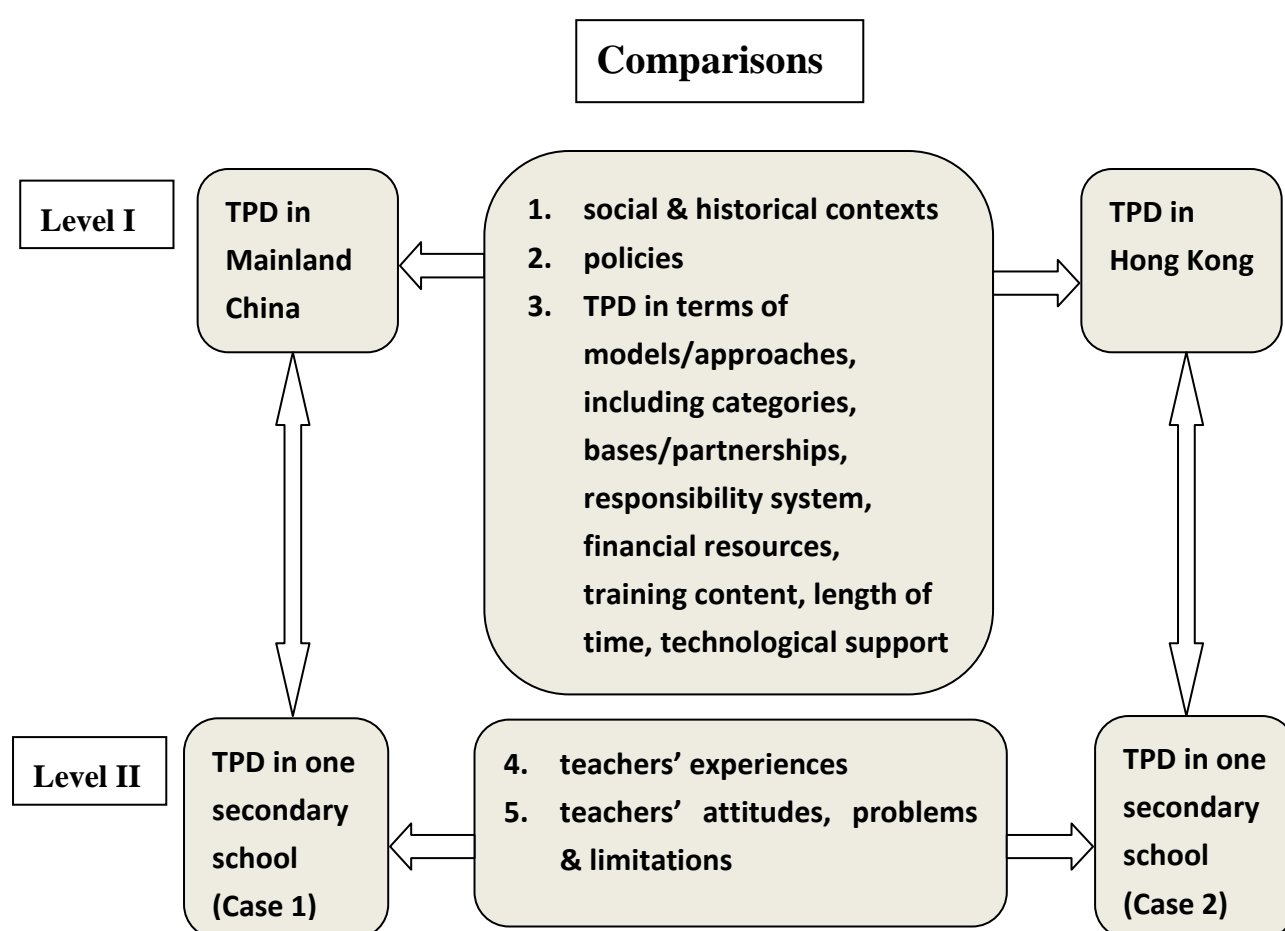 Comparisons
Level I
TPD in
Mainland
China
1. social & historical contexts
2. policies
3. TPD in terms of
models/approaches,
including categories,
bases/partnerships,
responsibility system,
financial resources,
training content, length of
time, technological support
TPD in
Hong Kong
Level II
TPD in one
secondary
school
(Case 1)
4. teachers’ experiences
5. teachers’ attitudes, problems
& limitations
TPD in one
secondary
school
(Case 2)